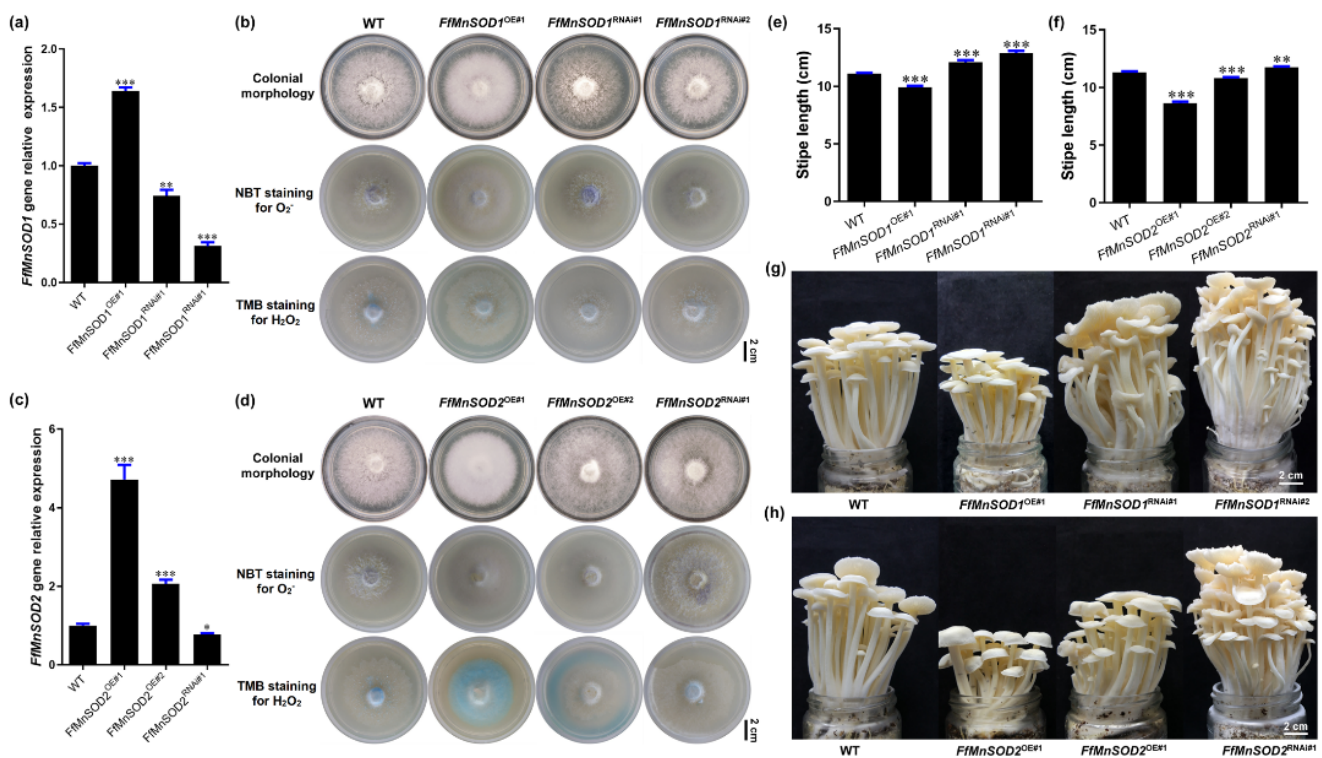 (a)
FfMnSOD1 gene relative expression
2.0
1.5
1.0
0.5
0.0
***
**
***
WT
FfMnSOD1OE#1
FfMnSOD1RNAi#1
FfMnSOD1RNAi#1
(b)
WT FfMnSOD1OE#1 FfMnSOD1RNAi#1 FfMnSOD1RNAi#2
Colonial
morphology
NBT staining
for O2-
TMB staining
for H2O2
2 cm
(c)
FfMnSOD2 gene relative expression
6
4
2
0
***
***
*
WT
FfMnSOD2OE#1
FfMnSOD2OE#2
FfMnSOD2RNAi#1
(d)
WT FfMnSOD2OE#1 FfMnSOD2OE#2 FfMnSOD2RNAi#1
Colonial
morphology
NBT staining
for O2-
TMB staining
for H2O2
2 cm
(e)
Stipe length (cm)
15
10
5
0
***
***
***
WT
FfMnSOD1OE#1
FfMnSOD1RNAi#1
FfMnSOD1RNAi#1
(f)
Stipe length (cm)
15
10
15
0
***
***
**
WT
FfMnSOD2OE#1
FfMnSOD2OE#2
FfMnSOD2RNAi#1
(g)
2 cm
WT FfMnSOD1OE#1 FfMnSOD1RNAi#1 FfMnSOD1RNAi#2
(h)
2 cm
WT FfMnSOD2OE#1 FfMnSOD2OE#1 FfMnSOD2RNAi#1